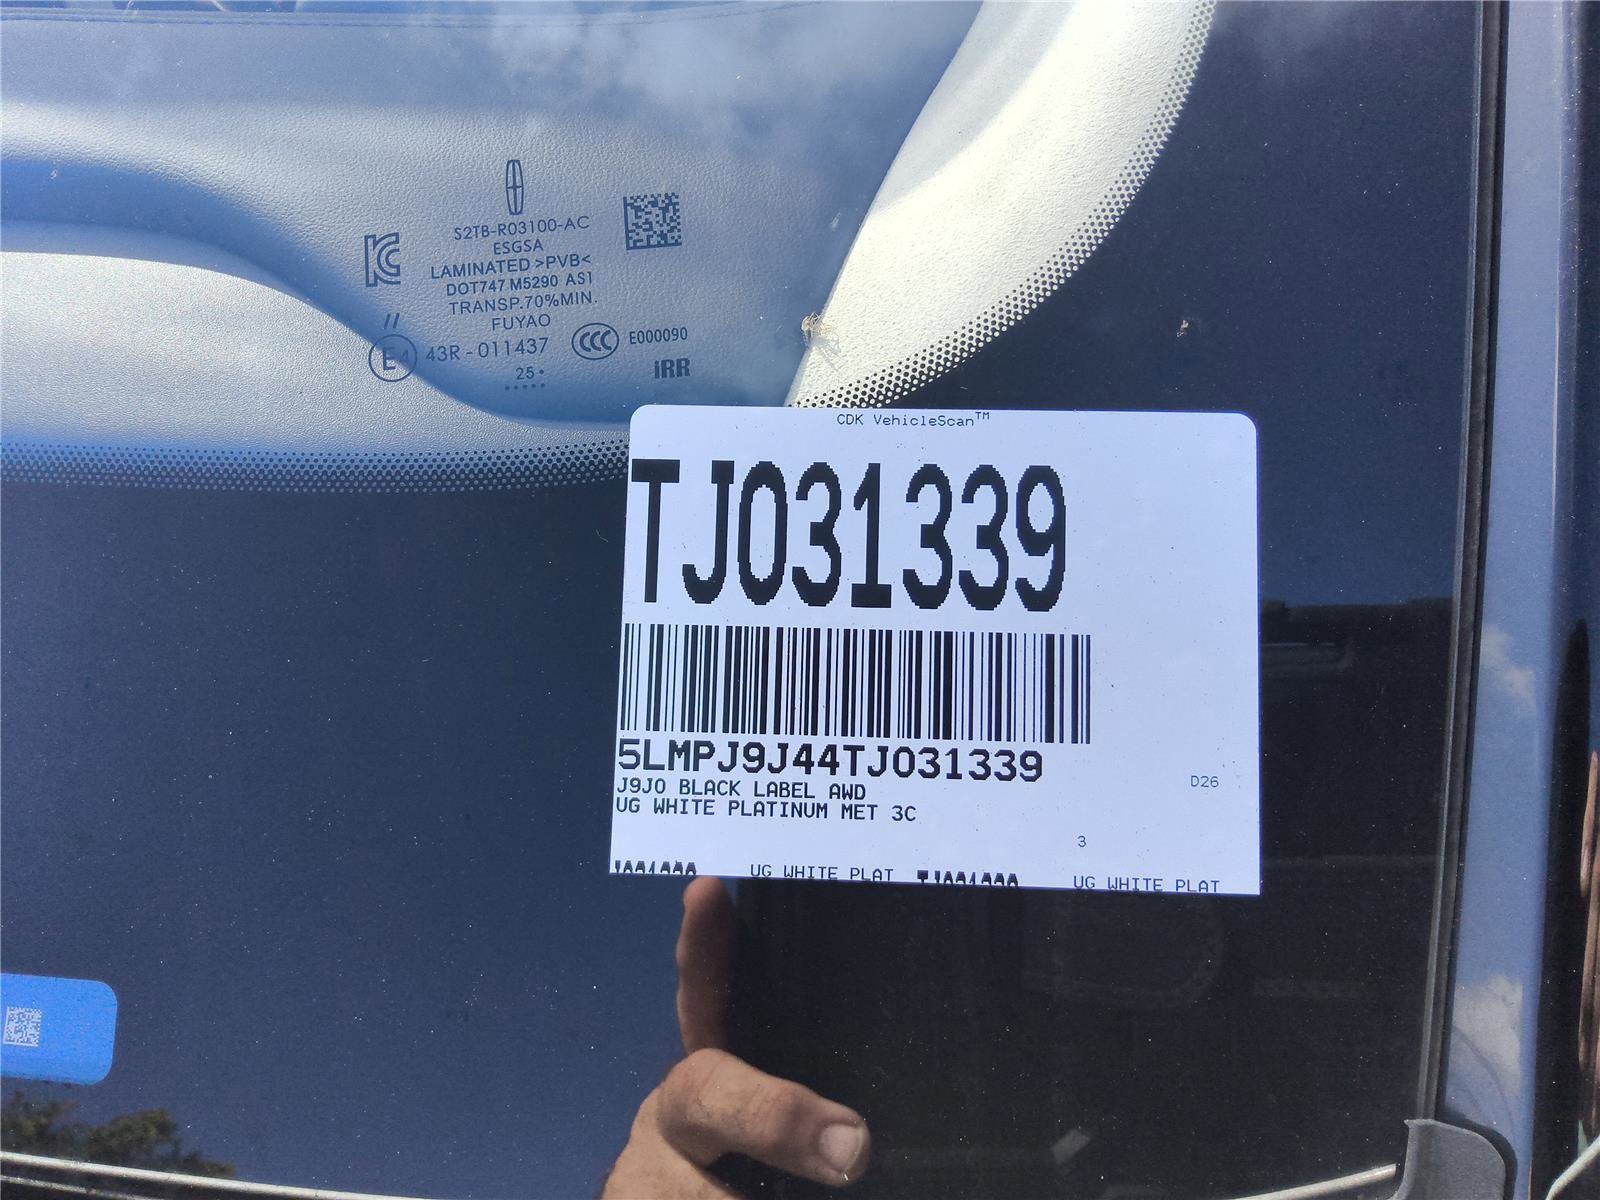 S2TB-R03100-AC
ESGSA
LAMINATED >PVB<
DOT747 M5290 AS1
TRANSP.70%MIN.
FUYAO
E4 43R-011437
CCC E000090
25•
iRR
CDK VehicleScan™
TJ031339
5LMPJ9J44TJ031339
J9J0 BLACK LABEL AWD
D26
UG WHITE PLATINUM MET 3C
3
UG WHITE PLAT
UG WHITE PLAT